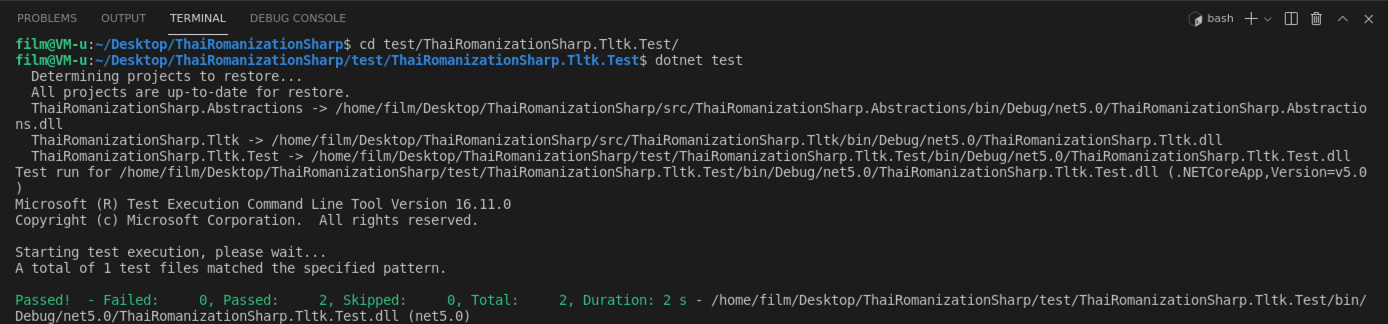 PROBLEMS OUTPUT TERMINAL DEBUG CONSOLE bash
film@VM-u:~/Desktop/ThaiRomanizationSharp$ cd test/ThaiRomanizationSharp.Tltk.Test/
film@VM-u:~/Desktop/ThaiRomanizationSharp/test/ThaiRomanizationSharp.Tltk.Test$ dotnet test
  Determining projects to restore...
  All projects are up-to-date for restore.
  ThaiRomanizationSharp.Abstractions -> /home/film/Desktop/ThaiRomanizationSharp/src/ThaiRomanizationSharp.Abstractions/bin/Debug/net5.0/ThaiRomanizationSharp.Abstractio
ns.dll
  ThaiRomanizationSharp.Tltk -> /home/film/Desktop/ThaiRomanizationSharp/src/ThaiRomanizationSharp.Tltk/bin/Debug/net5.0/ThaiRomanizationSharp.Tltk.dll
  ThaiRomanizationSharp.Tltk.Test -> /home/film/Desktop/ThaiRomanizationSharp/test/ThaiRomanizationSharp.Tltk.Test/bin/Debug/net5.0/ThaiRomanizationSharp.Tltk.Test.dll
Test run for /home/film/Desktop/ThaiRomanizationSharp/test/ThaiRomanizationSharp.Tltk.Test/bin/Debug/net5.0/ThaiRomanizationSharp.Tltk.Test.dll (.NETCoreApp,Version=v5.0
)
Microsoft (R) Test Execution Command Line Tool Version 16.11.0
Copyright (c) Microsoft Corporation.  All rights reserved.

Starting test execution, please wait...
A total of 1 test files matched the specified pattern.

Passed!  - Failed:     0, Passed:     2, Skipped:     0, Total:     2, Duration: 2 s - /home/film/Desktop/ThaiRomanizationSharp/test/ThaiRomanizationSharp.Tltk.Test/bin/
Debug/net5.0/ThaiRomanizationSharp.Tltk.Test.dll (net5.0)